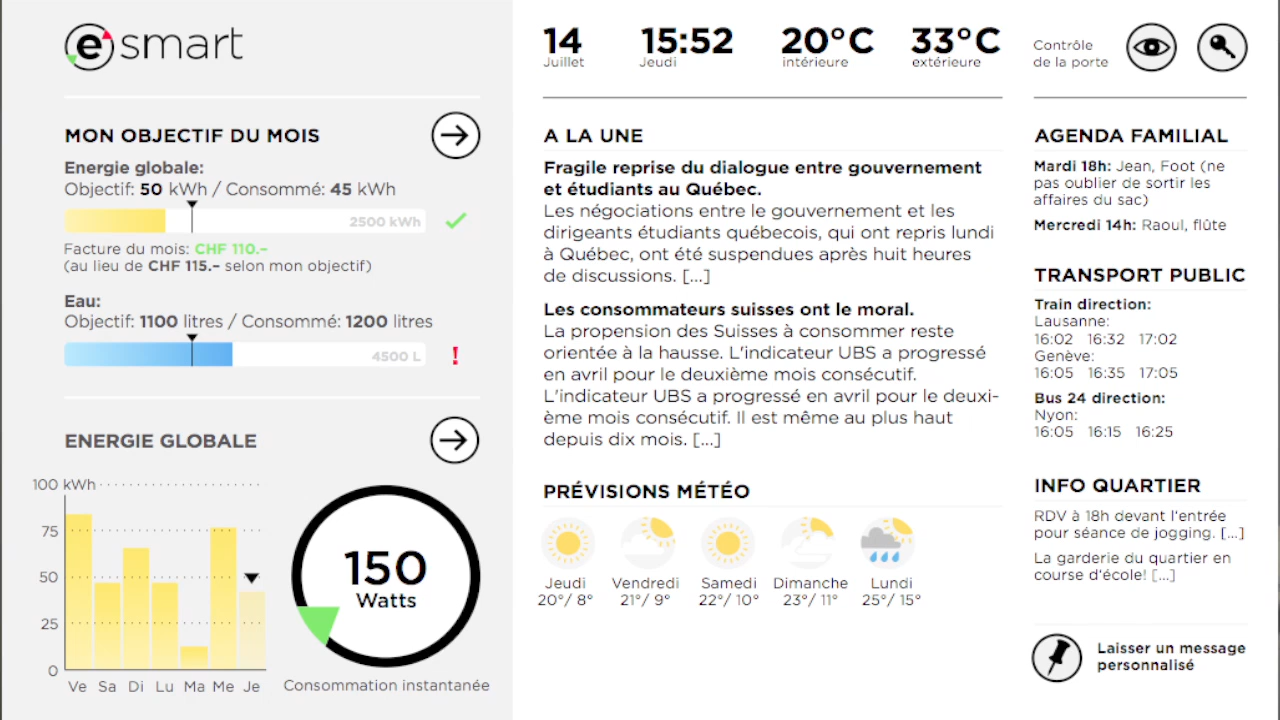 e smart
MON OBJECTIF DU MOIS
Energie globale:
Objectif: 50 kWh / Consommé: 45 kWh
2500 kWh
Facture du mois: CHF 110.–
(au lieu de CHF 115.– selon mon objectif)
Eau:
Objectif: 1100 litres / Consommé: 1200 litres
4500 L
!
ENERGIE GLOBALE
100 kWh
75
50
25
0
Ve Sa Di Lu Ma Me Je
150
Watts
Consommation instantanée
14 15:52 20°C 33°C
Juillet Jeudi intérieure extérieure
A LA UNE
Fragile reprise du dialogue entre gouvernement
et étudiants au Québec.
Les négociations entre le gouvernement et les
dirigeants étudiants québecois, qui ont repris lundi
à Québec, ont été suspendues après huit heures
de discussions. [...]
Les consommateurs suisses ont le moral.
La propension des Suisses à consommer reste
orientée à la hausse. L'indicateur UBS a progressé
en avril pour le deuxième mois consécutif.
L'indicateur UBS a progressé en avril pour le deuxi-
ème mois consécutif. Il est même au plus haut
depuis dix mois. [...]
PRÉVISIONS MÉTÉO
Jeudi Vendredi Samedi Dimanche Lundi
20°/ 8° 21°/ 9° 22°/ 10° 23°/ 11° 25°/ 15°
Contrôle
de la porte
AGENDA FAMILIAL
Mardi 18h: Jean, Foot (ne
pas oublier de sortir les
affaires du sac)
Mercredi 14h: Raoul, flûte
TRANSPORT PUBLIC
Train direction:
Lausanne:
16:02 16:32 17:02
Genève:
16:05 16:35 17:05
Bus 24 direction:
Nyon:
16:05 16:15 16:25
INFO QUARTIER
RDV à 18h devant l'entrée
pour séance de jogging. [...]
La garderie du quartier en
course d'école! [...]
Laisser un message
personnalisé